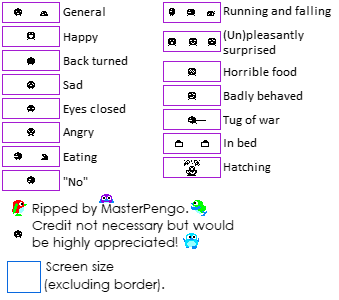 General
Happy
Back turned
Sad
Eyes closed
Angry
Eating
"No"
Running and falling
(Un)pleasantly
surprised
Horrible food
Badly behaved
Tug of war
In bed
Hatching
Ripped by MasterPengo.
Credit not necessary but would
be highly appreciated!
Screen size
(excluding border).